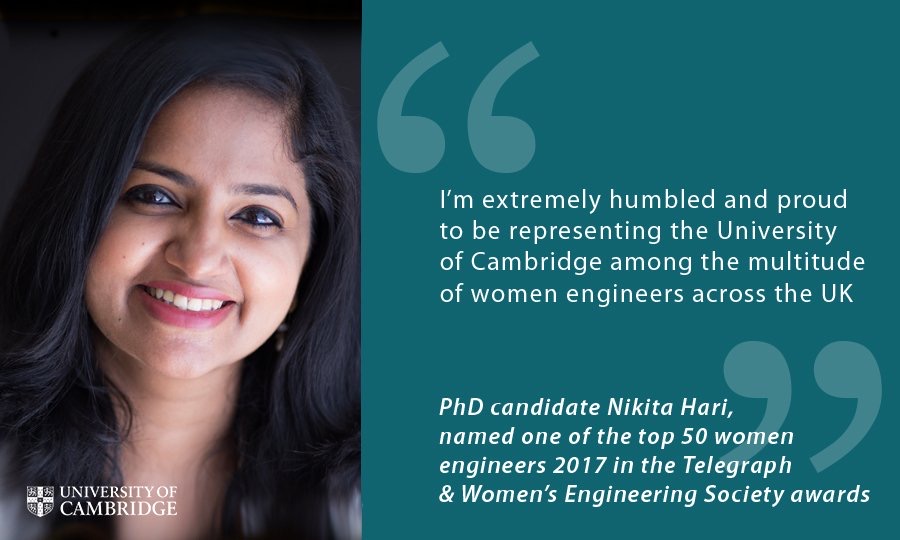 I’m extremely humbled and proud
to be representing the University
of Cambridge among the multitude
of women engineers across the UK
PhD candidate Nikita Hari,
named one of the top 50 women
engineers 2017 in the Telegraph
& Women’s Engineering Society awards
UNIVERSITY OF
CAMBRIDGE